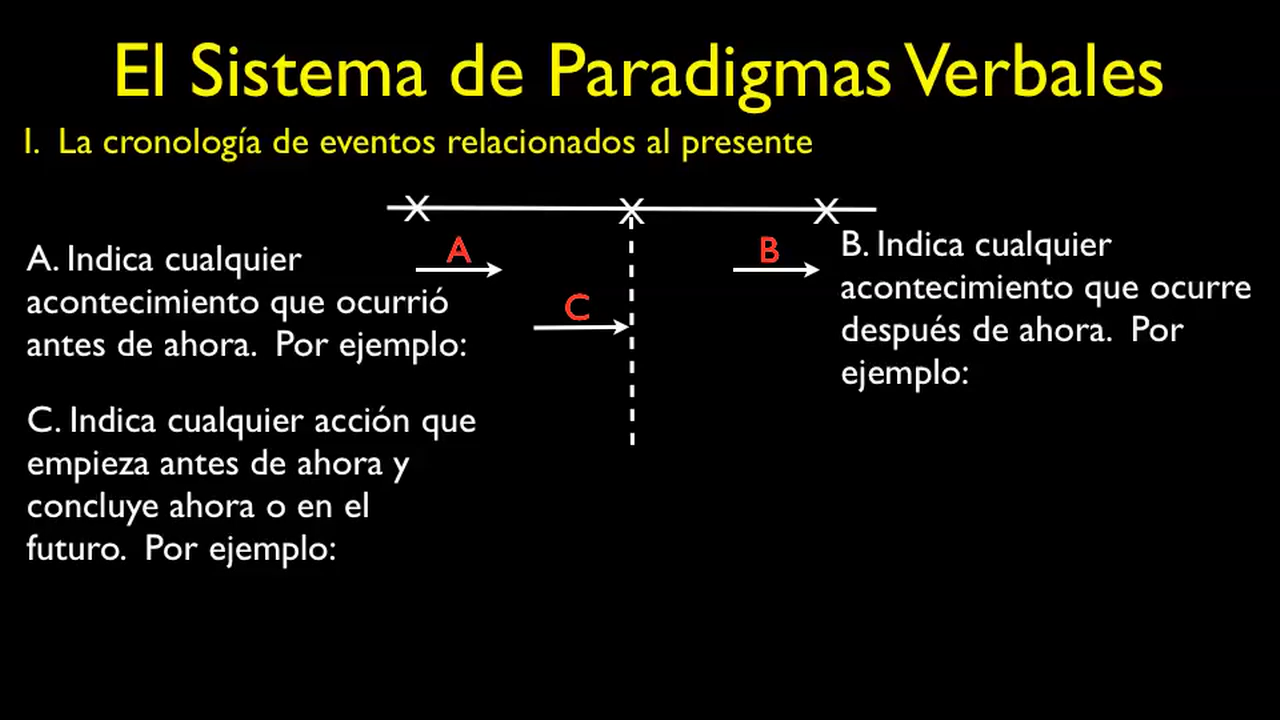 El Sistema de Paradigmas Verbales
I. La cronología de eventos relacionados al presente
X X X
A
B
C
A. Indica cualquier
acontecimiento que ocurrió
antes de ahora. Por ejemplo:
B. Indica cualquier
acontecimiento que ocurre
después de ahora. Por
ejemplo:
C. Indica cualquier acción que
empieza antes de ahora y
concluye ahora o en el
futuro. Por ejemplo: